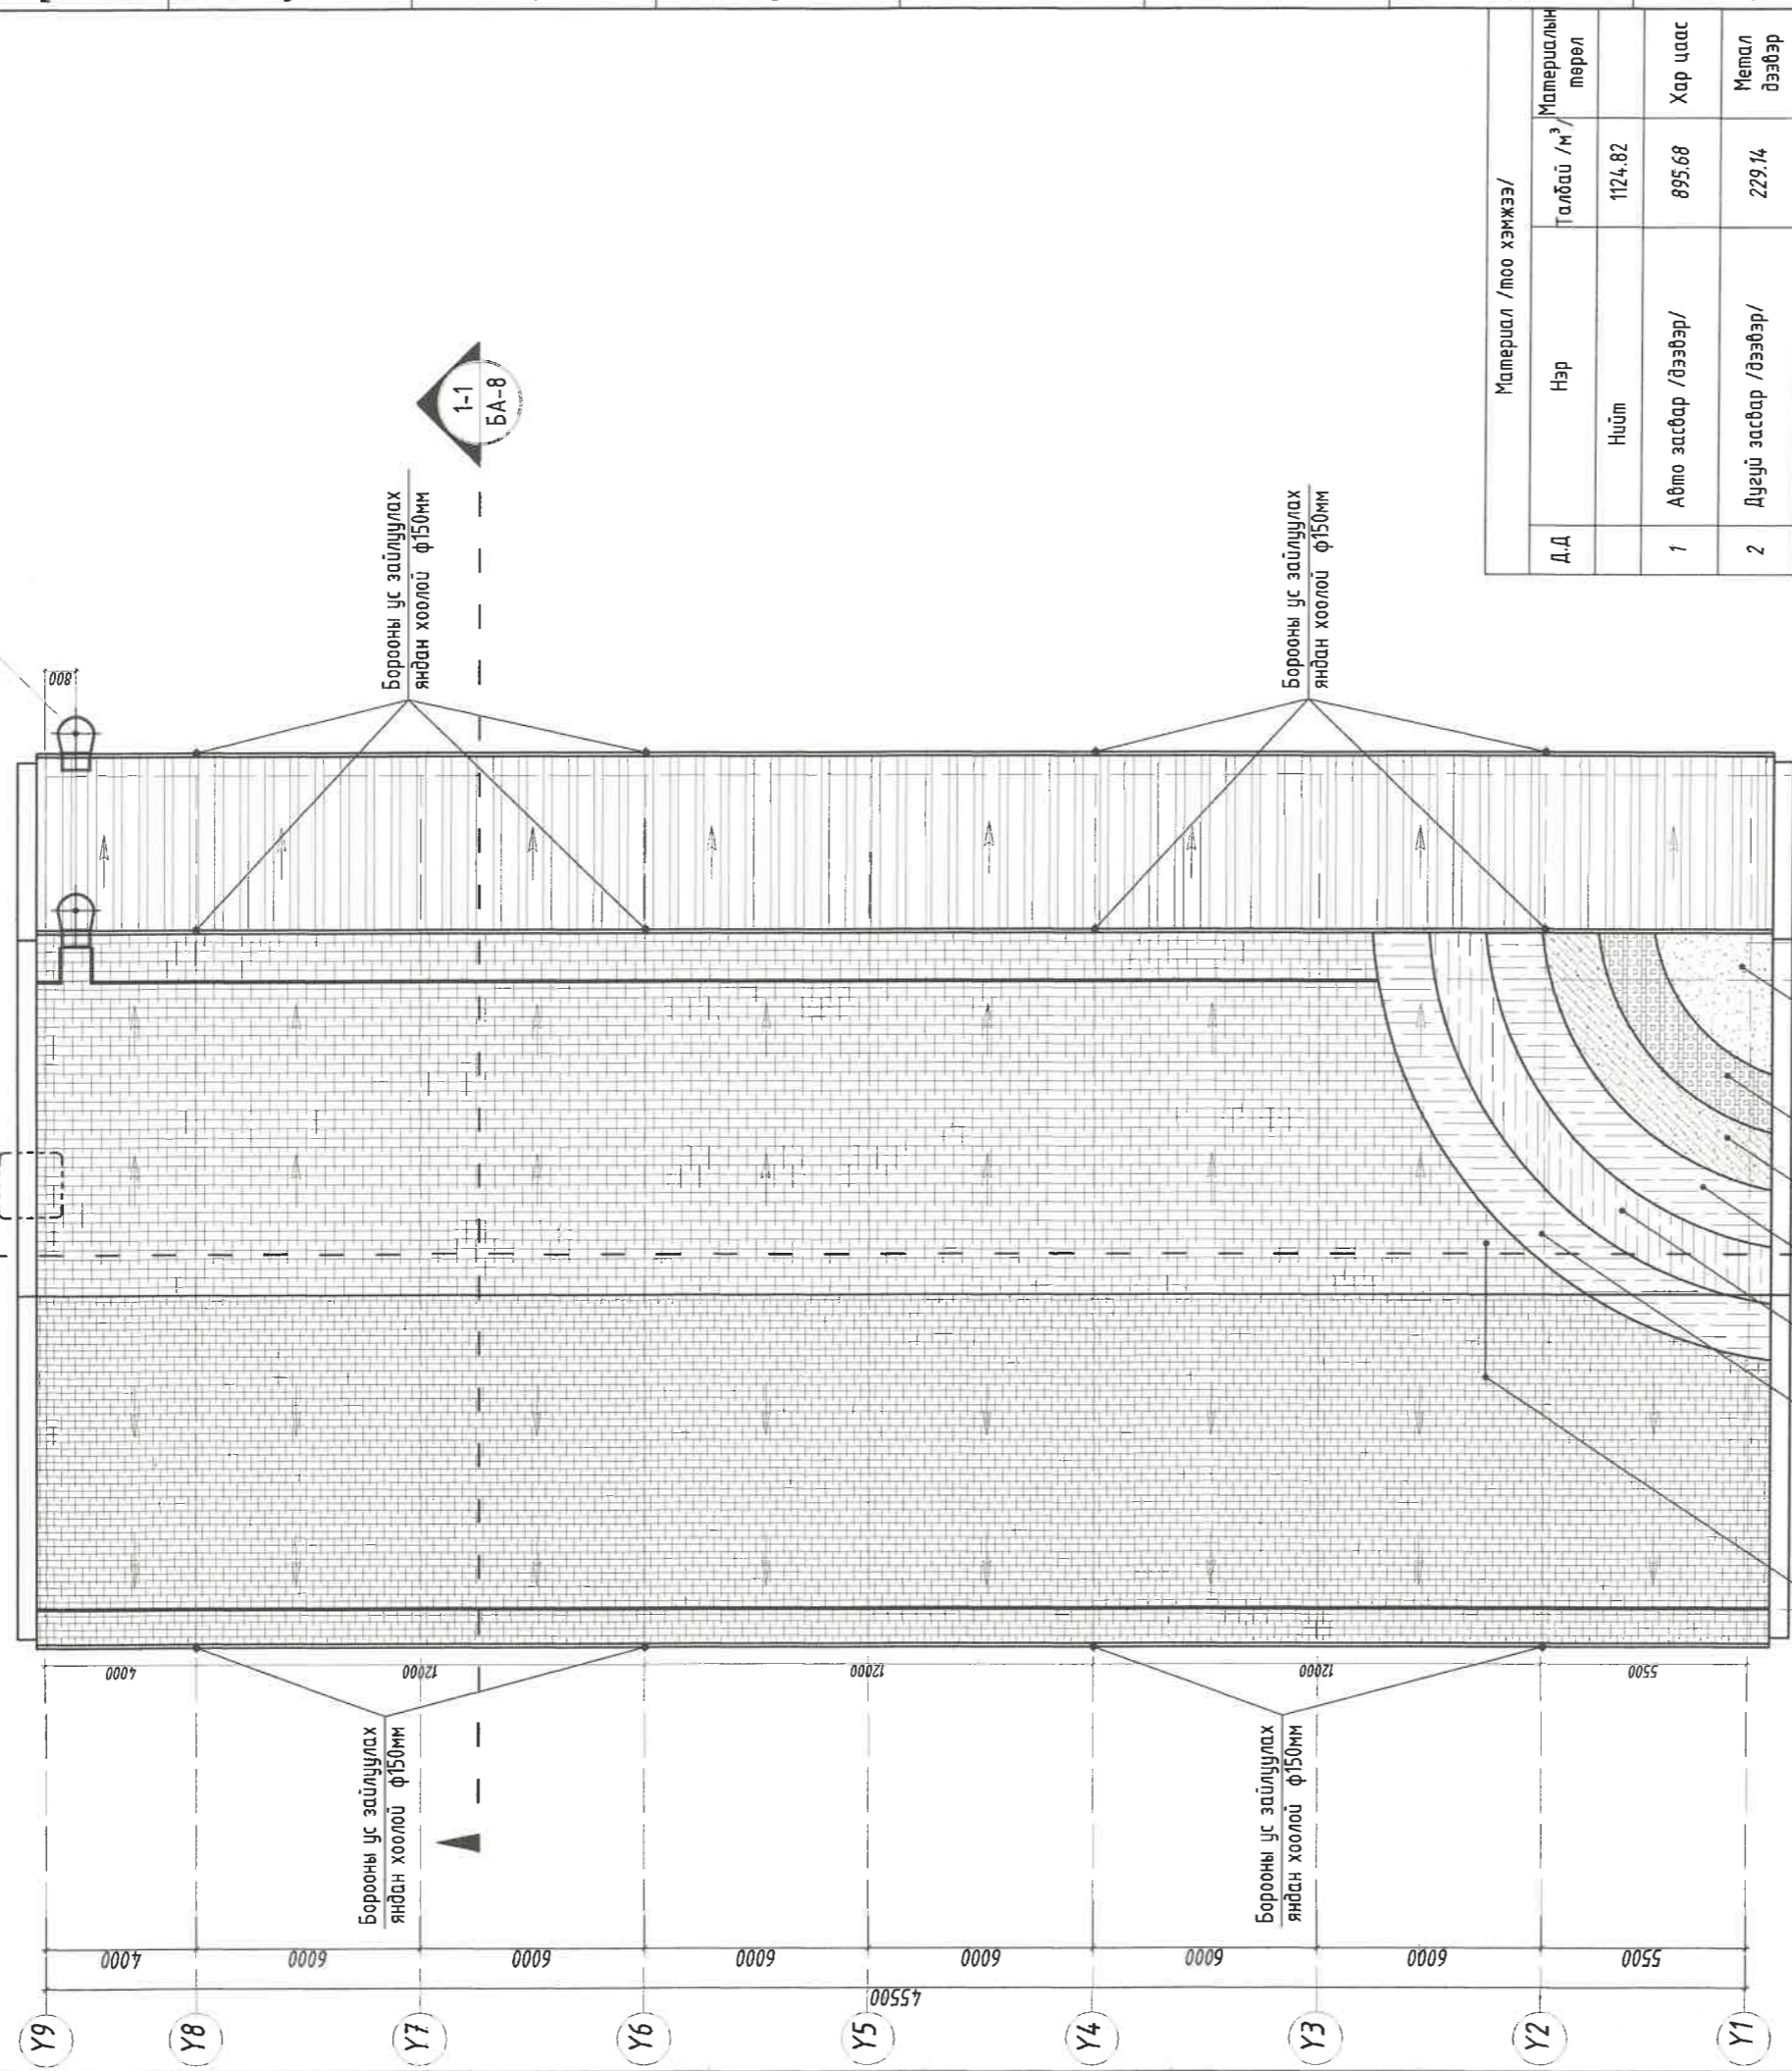 Материал /тоо хэмжээ/
Д.Д Нэр Талбай /м³/ Материалын төрөл
Нийт 1124.82
1 Авто засвар /дээвэр/ 895.68 Хар цаас
2 Дугуй засвар /дээвэр/ 229.14 Метал дээвэр
1-1
БА-8
800
Борооны ус зайлуулах
яндан хоолой ф150мм
Борооны ус зайлуулах
яндан хоолой ф150мм
4000
12000
12000
12000
5500
Борооны ус зайлуулах
яндан хоолой ф150мм
Борооны ус зайлуулах
яндан хоолой ф150мм
4000
6000
6000
6000
6000
6000
6000
5500
45500
Y9
Y8
Y7
Y6
Y5
Y4
Y3
Y2
Y1